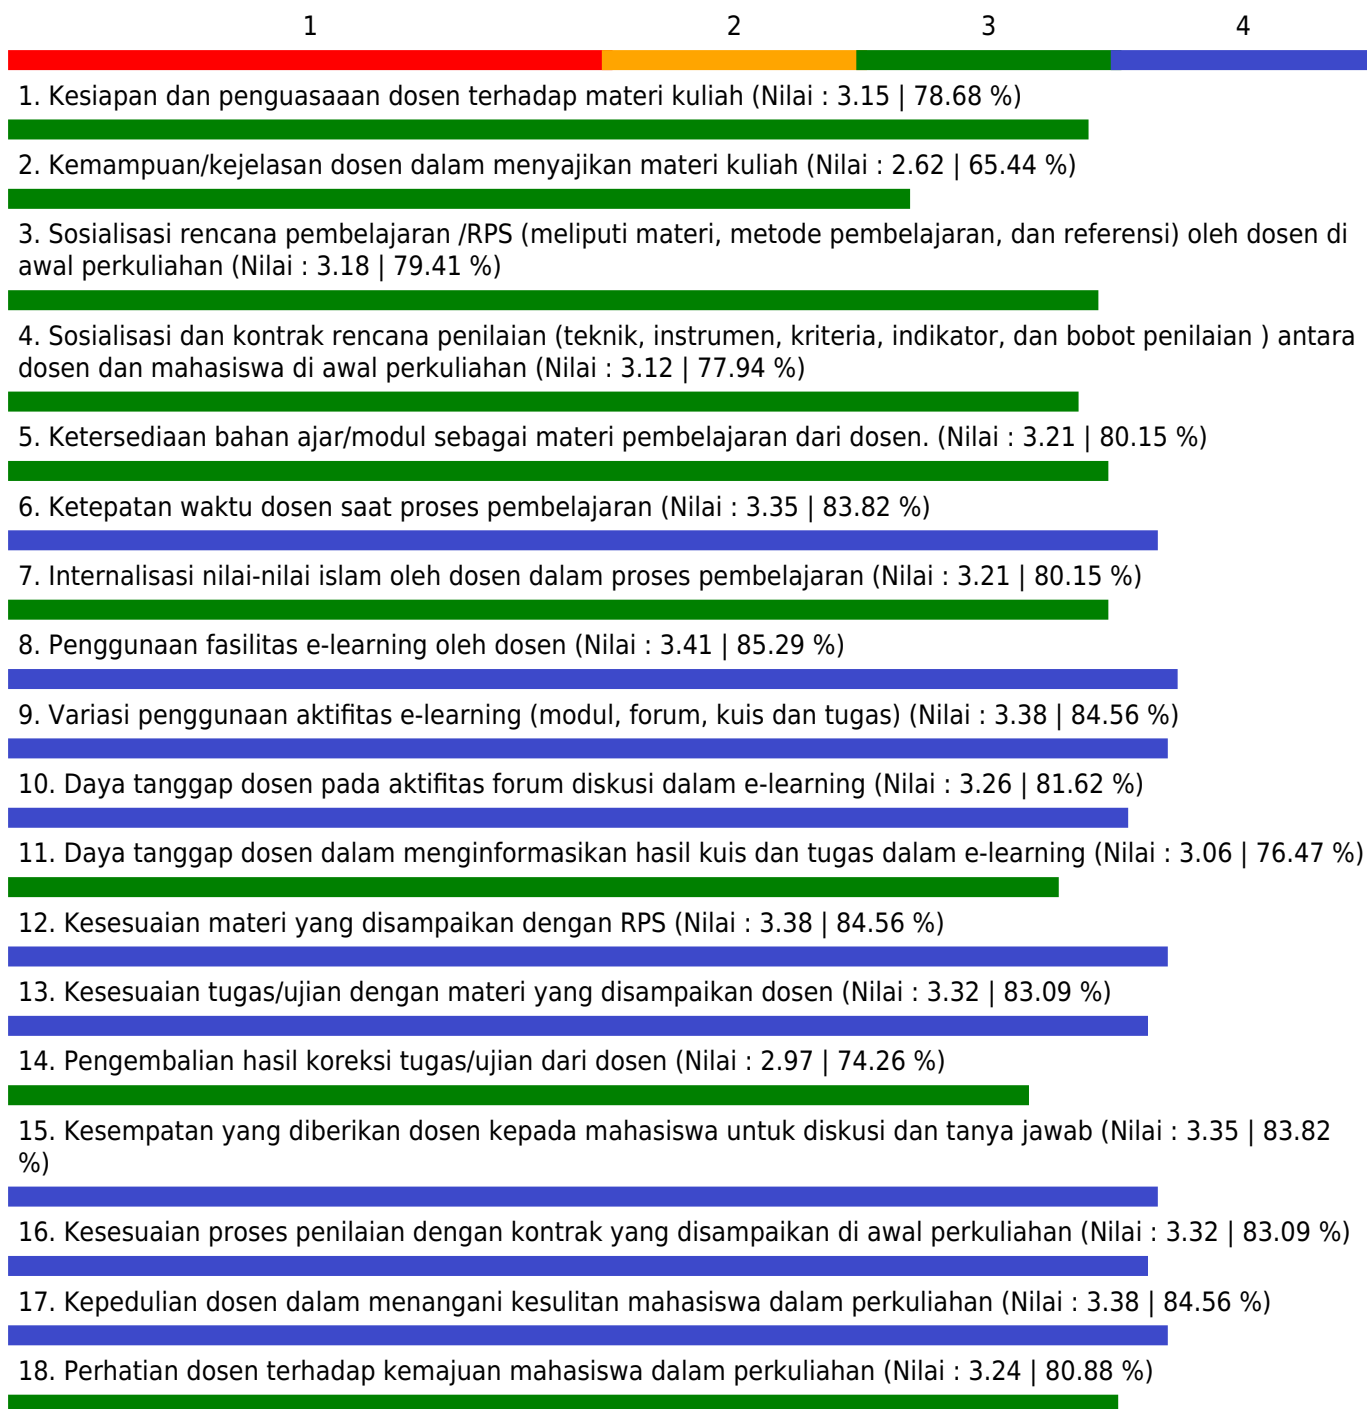 1 2 3 4
1. Kesiapan dan penguasaaan dosen terhadap materi kuliah (Nilai : 3.15 | 78.68 %)
2. Kemampuan/kejelasan dosen dalam menyajikan materi kuliah (Nilai : 2.62 | 65.44 %)
3. Sosialisasi rencana pembelajaran /RPS (meliputi materi, metode pembelajaran, dan referensi) oleh dosen di
awal perkuliahan (Nilai : 3.18 | 79.41 %)
4. Sosialisasi dan kontrak rencana penilaian (teknik, instrumen, kriteria, indikator, dan bobot penilaian ) antara
dosen dan mahasiswa di awal perkuliahan (Nilai : 3.12 | 77.94 %)
5. Ketersediaan bahan ajar/modul sebagai materi pembelajaran dari dosen. (Nilai : 3.21 | 80.15 %)
6. Ketepatan waktu dosen saat proses pembelajaran (Nilai : 3.35 | 83.82 %)
7. Internalisasi nilai-nilai islam oleh dosen dalam proses pembelajaran (Nilai : 3.21 | 80.15 %)
8. Penggunaan fasilitas e-learning oleh dosen (Nilai : 3.41 | 85.29 %)
9. Variasi penggunaan aktifitas e-learning (modul, forum, kuis dan tugas) (Nilai : 3.38 | 84.56 %)
10. Daya tanggap dosen pada aktifitas forum diskusi dalam e-learning (Nilai : 3.26 | 81.62 %)
11. Daya tanggap dosen dalam menginformasikan hasil kuis dan tugas dalam e-learning (Nilai : 3.06 | 76.47 %)
12. Kesesuaian materi yang disampaikan dengan RPS (Nilai : 3.38 | 84.56 %)
13. Kesesuaian tugas/ujian dengan materi yang disampaikan dosen (Nilai : 3.32 | 83.09 %)
14. Pengembalian hasil koreksi tugas/ujian dari dosen (Nilai : 2.97 | 74.26 %)
15. Kesempatan yang diberikan dosen kepada mahasiswa untuk diskusi dan tanya jawab (Nilai : 3.35 | 83.82
%)
16. Kesesuaian proses penilaian dengan kontrak yang disampaikan di awal perkuliahan (Nilai : 3.32 | 83.09 %)
17. Kepedulian dosen dalam menangani kesulitan mahasiswa dalam perkuliahan (Nilai : 3.38 | 84.56 %)
18. Perhatian dosen terhadap kemajuan mahasiswa dalam perkuliahan (Nilai : 3.24 | 80.88 %)